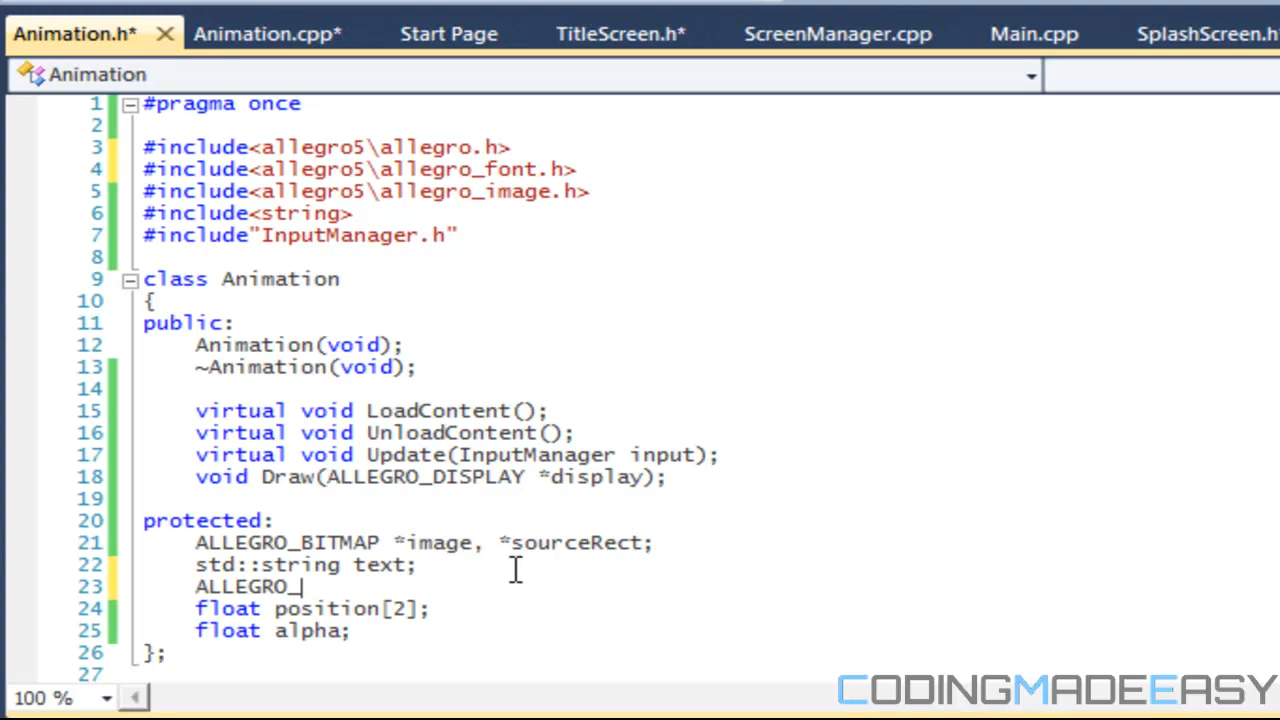 Animation.h* Animation.cpp* Start Page TitleScreen.h* ScreenManager.cpp Main.cpp SplashScreen.h
Animation
1 #pragma once
2
3 #include<allegro5\allegro.h>
4 #include<allegro5\allegro_font.h>
5 #include<allegro5\allegro_image.h>
6 #include<string>
7 #include"InputManager.h"
8
9 class Animation
10 {
11 public:
12 Animation(void);
13 ~Animation(void);
14
15 virtual void LoadContent();
16 virtual void UnloadContent();
17 virtual void Update(InputManager input);
18 void Draw(ALLEGRO_DISPLAY *display);
19
20 protected:
21 ALLEGRO_BITMAP *image, *sourceRect;
22 std::string text;
23 ALLEGRO_
24 float position[2];
25 float alpha;
26 };
27
100 %
CODINGMADEEASY